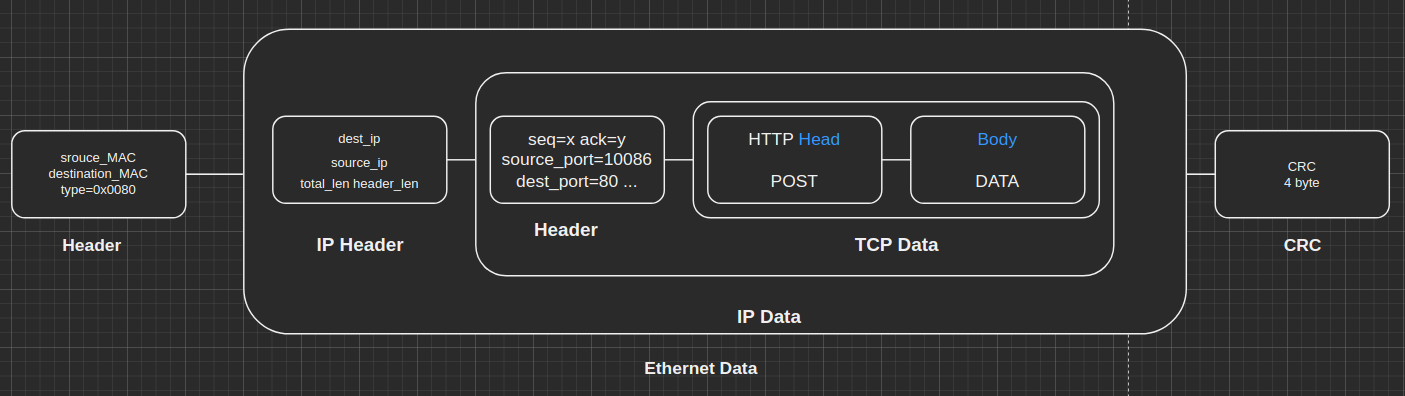 srouce_MAC
destination_MAC
type=0x0080
Header
dest_ip
source_ip
total_len header_len
IP Header
seq=x ack=y
source_port=10086
dest_port=80 ...
Header
HTTP Head
POST
Body
DATA
TCP Data
IP Data
Ethernet Data
CRC
4 byte
CRC